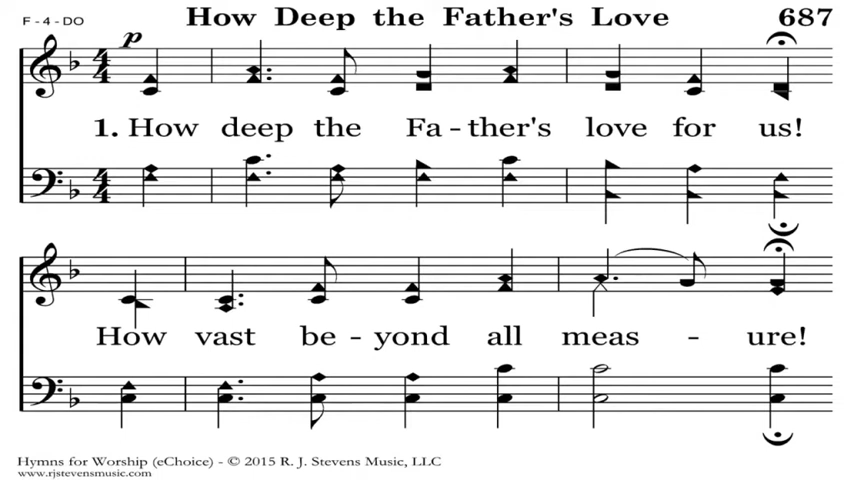 F - 4 - DO How Deep the Father's Love 687
p
4 4
1. How deep the Fa - ther's love for us!
4 4
How vast be - yond all meas - ure!
Hymns for Worship (eChoice) - © 2015 R. J. Stevens Music, LLC
www.rjstevensmusic.com